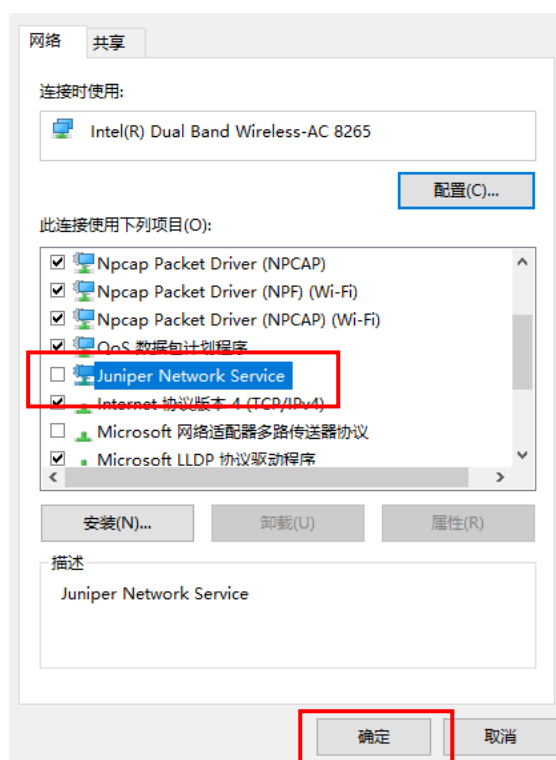 网络 共享
连接时使用:
Intel(R) Dual Band Wireless-AC 8265
配置(C)...
此连接使用下列项目(O):
Npcap Packet Driver (NPCAP)
Npcap Packet Driver (NPF) (Wi-Fi)
Npcap Packet Driver (NPCAP) (Wi-Fi)
QoS 数据包计划程序
Juniper Network Service
Internet 协议版本 4 (TCP/IPv4)
Microsoft 网络适配器多路传送器协议
Microsoft LLDP 协议驱动程序
安装(N)... 卸载(U) 属性(R)
描述
Juniper Network Service
确定 取消